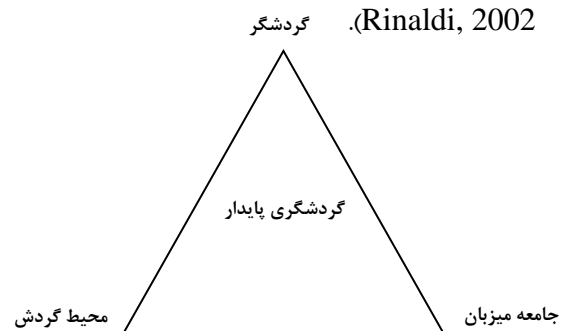 Rinaldi, 2002).
گردشگر
گردشگری پایدار
جامعه میزبان
محیط گردش